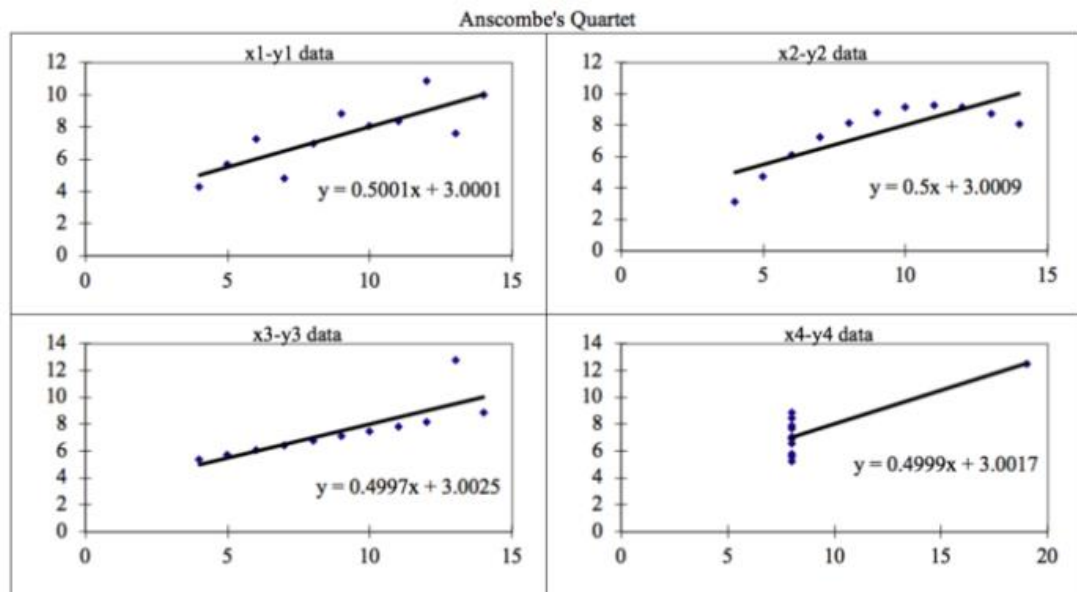 Anscombe's Quartet
x1-y1 data
12
10
8
6
4
2
0
0 5 10 15
y = 0.5001x + 3.0001
x2-y2 data
12
10
8
6
4
2
0
0 5 10 15
y = 0.5x + 3.0009
x3-y3 data
14
12
10
8
6
4
2
0
0 5 10 15
y = 0.4997x + 3.0025
x4-y4 data
14
12
10
8
6
4
2
0
0 5 10 15 20
y = 0.4999x + 3.0017